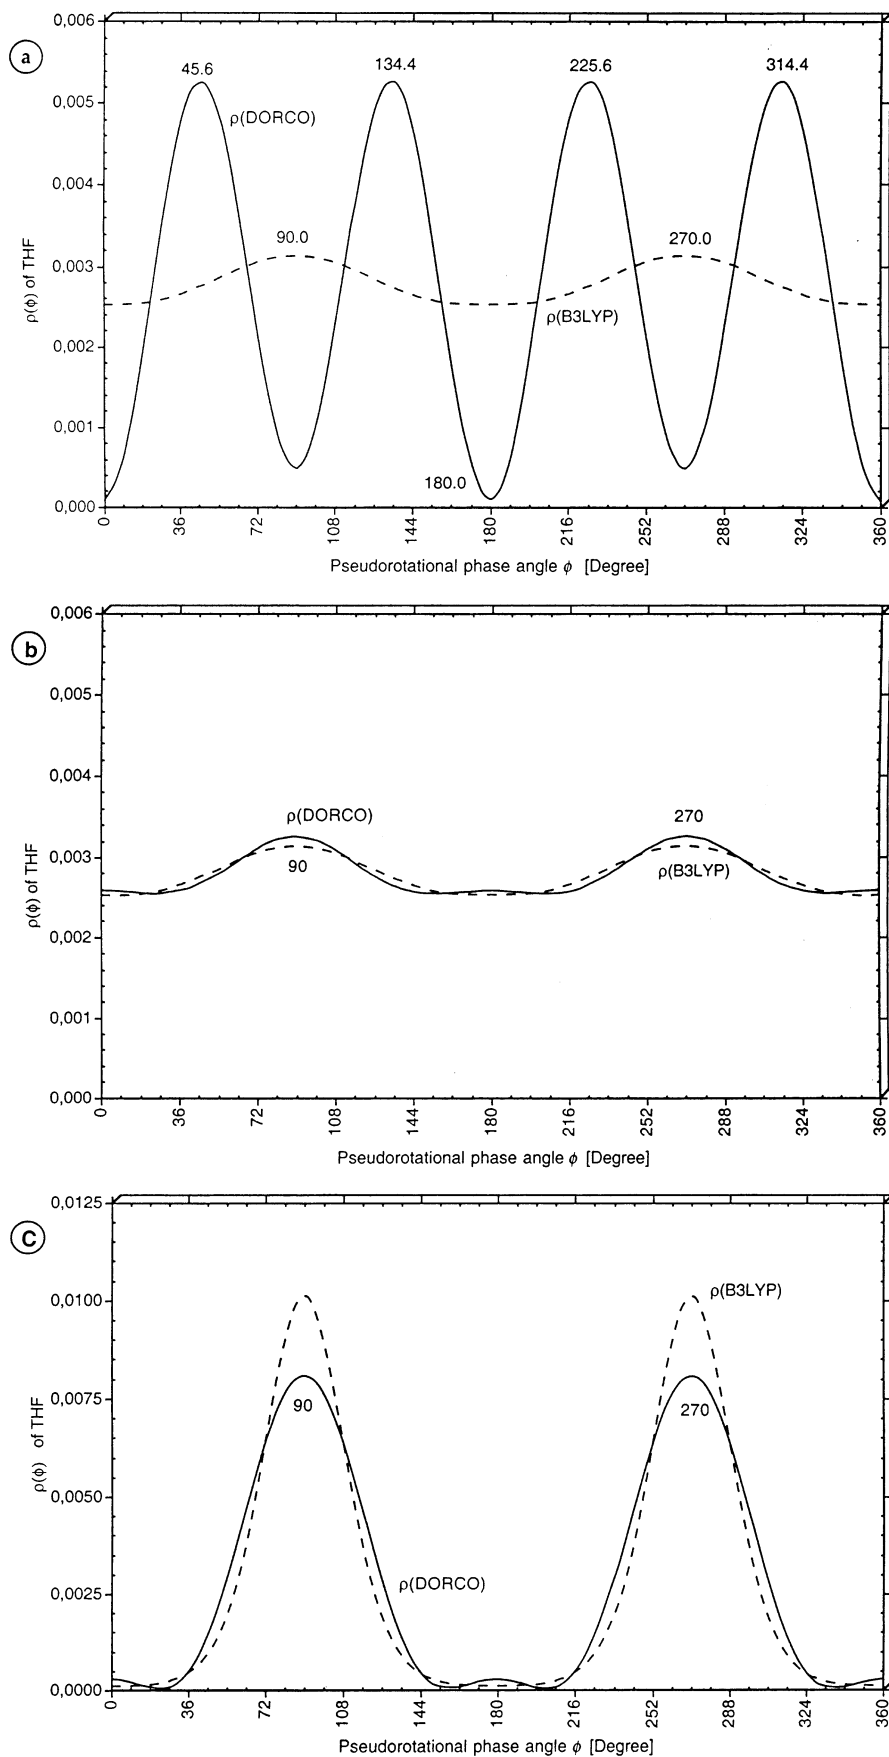 a
0,006
0,005
0,004
0,003
0,002
0,001
0,000
ρ(ϕ) of THF
45.6
134.4
225.6
314.4
ρ(DORCO)
90.0
270.0
ρ(B3LYP)
180.0
0 36 72 108 144 180 216 252 288 324 360
Pseudorotational phase angle ϕ [Degree]
b
0,006
0,005
0,004
0,003
0,002
0,001
0,000
ρ(ϕ) of THF
ρ(DORCO)
270
90
ρ(B3LYP)
0 36 72 108 144 180 216 252 288 324 360
Pseudorotational phase angle ϕ [Degree]
C
0,0125
0,0100
0,0075
0,0050
0,0025
0,0000
ρ(ϕ) of THF
ρ(B3LYP)
90
270
ρ(DORCO)
0 36 72 108 144 180 216 252 288 324 360
Pseudorotational phase angle ϕ [Degree]